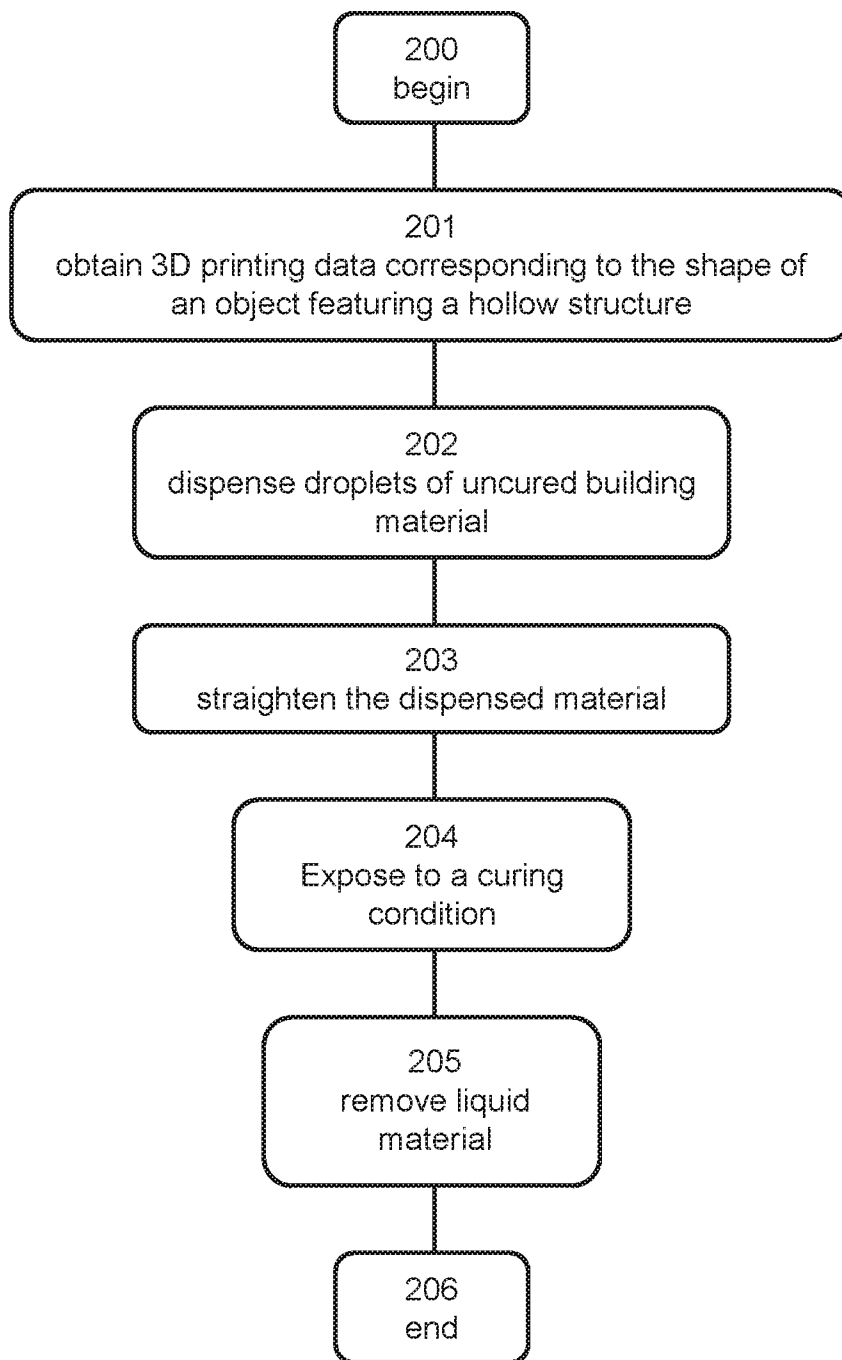 200
begin
201
obtain 3D printing data corresponding to the shape of
an object featuring a hollow structure
202
dispense droplets of uncured building
material
203
straighten the dispensed material
204
Expose to a curing
condition
205
remove liquid
material
206
end